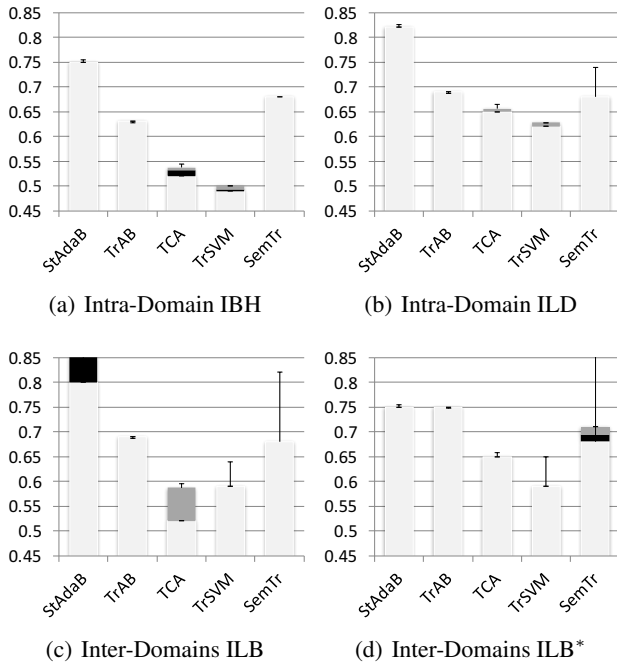 0.85
0.8
0.75
0.7
0.65
0.6
0.55
0.5
0.45
StAdaB
TrAB
TCA
TrSVM
SemTr
(a) Intra-Domain IBH
0.85
0.8
0.75
0.7
0.65
0.6
0.55
0.5
0.45
StAdaB
TrAB
TCA
TrSVM
SemTr
(b) Intra-Domain ILD
0.85
0.8
0.75
0.7
0.65
0.6
0.55
0.5
0.45
StAdaB
TrAB
TCA
TrSVM
SemTr
(c) Inter-Domains ILB
0.85
0.8
0.75
0.7
0.65
0.6
0.55
0.5
0.45
StAdaB
TrAB
TCA
TrSVM
SemTr
(d) Inter-Domains ILB*